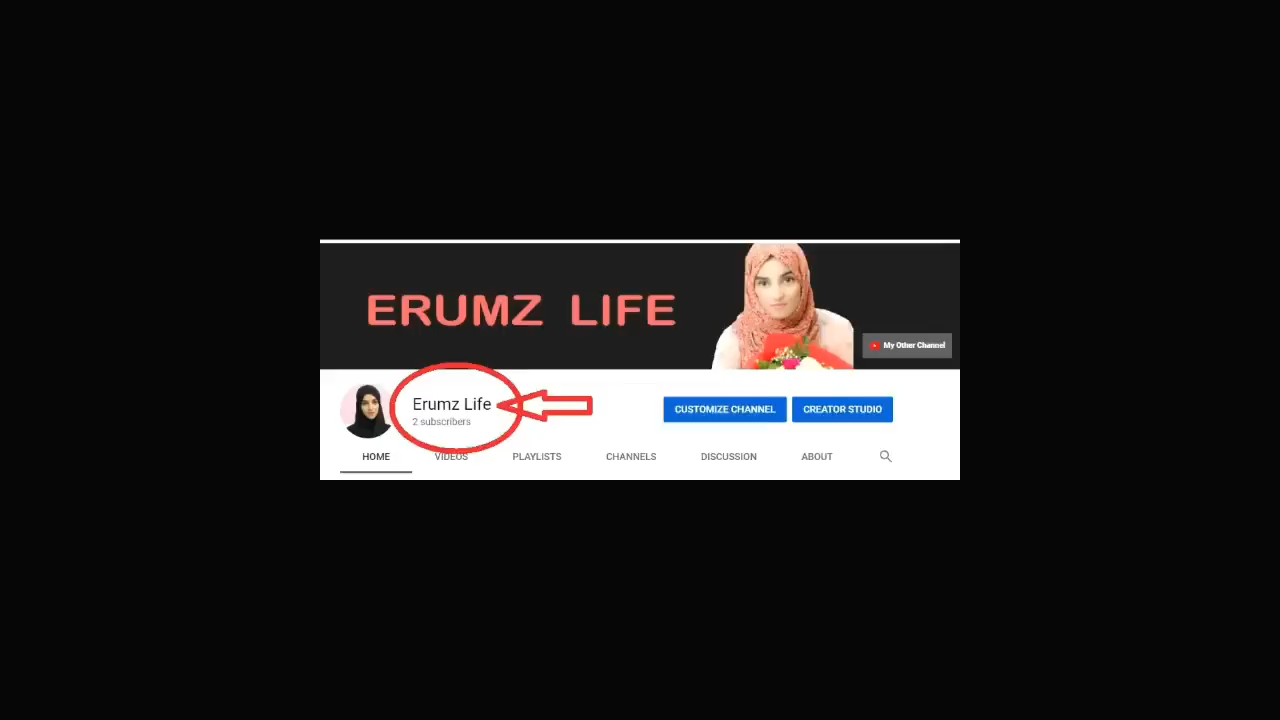 ERUMZ LIFE
My Other Channel
Erumz Life
2 subscribers
CUSTOMIZE CHANNEL
CREATOR STUDIO
HOME VIDEOS PLAYLISTS CHANNELS DISCUSSION ABOUT